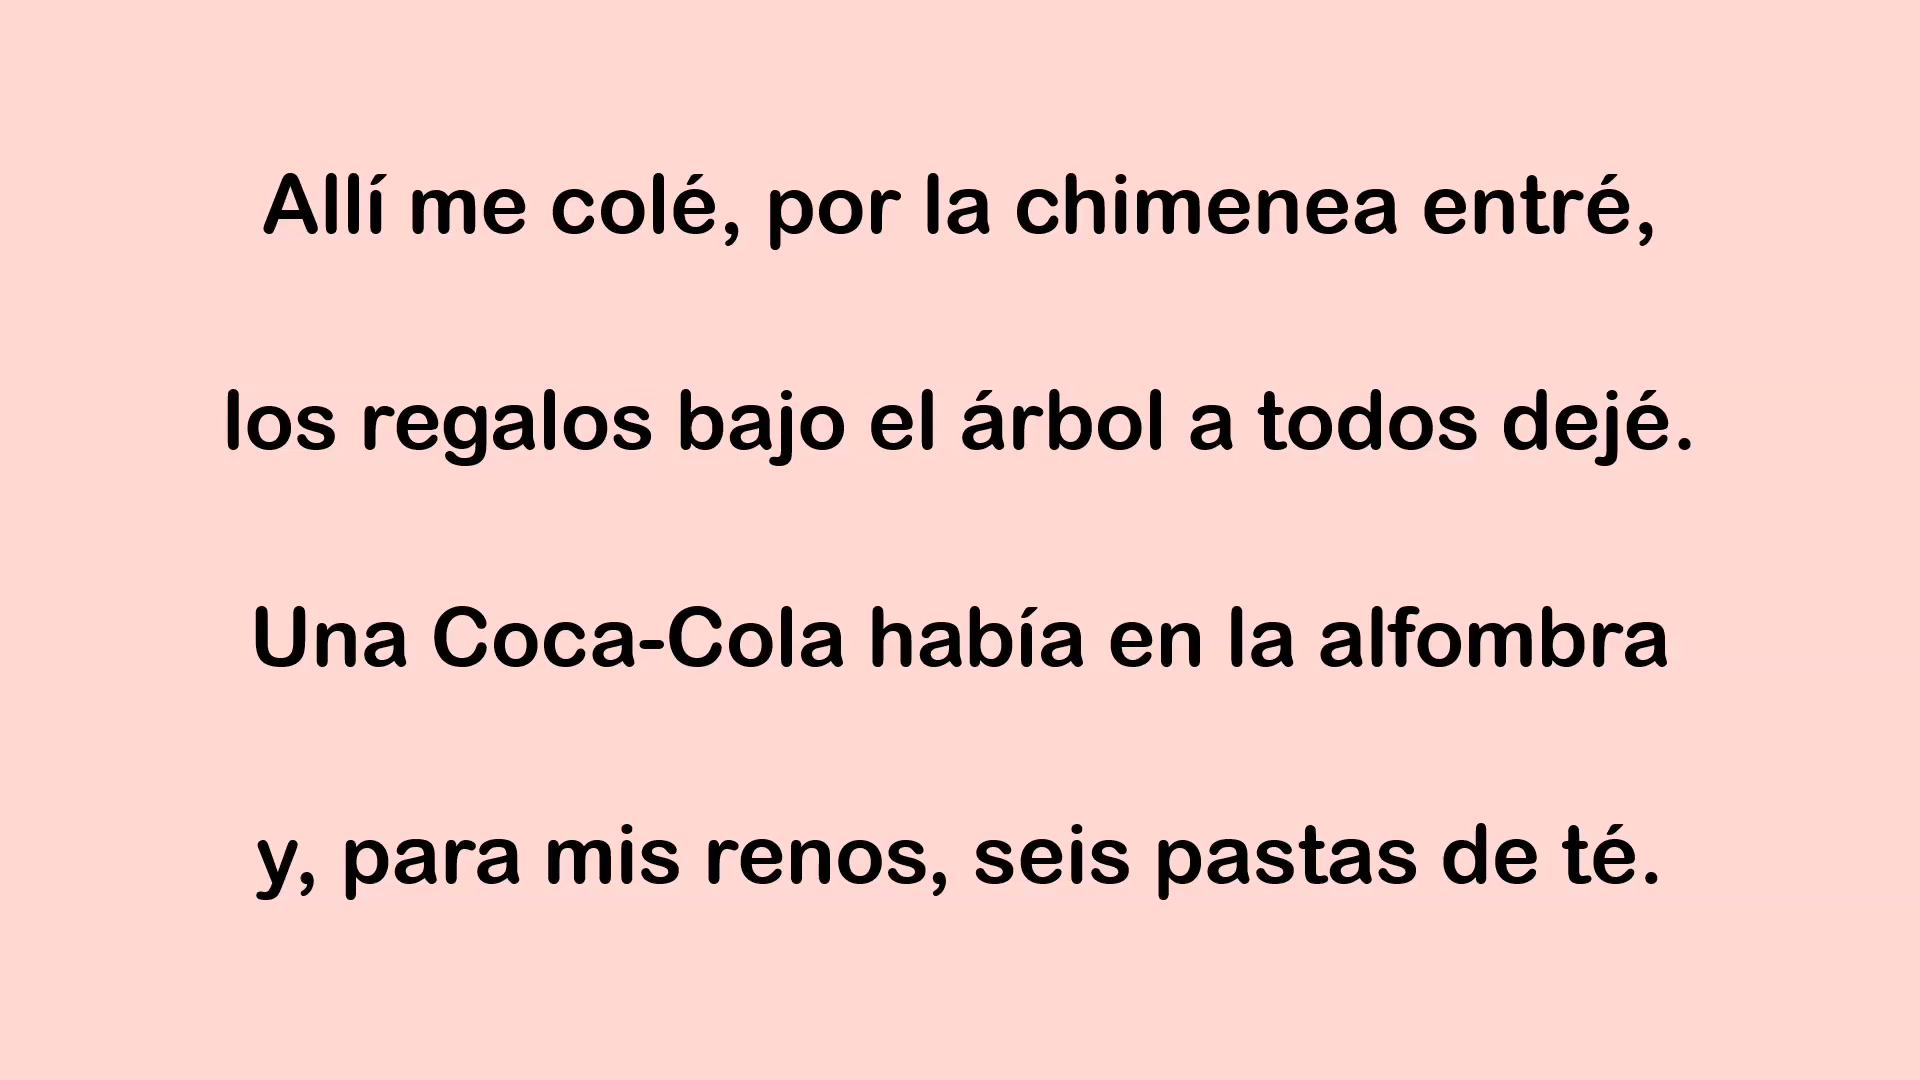 Allí me colé, por la chimenea entré,
los regalos bajo el árbol a todos dejé.
Una Coca-Cola había en la alfombra
y, para mis renos, seis pastas de té.